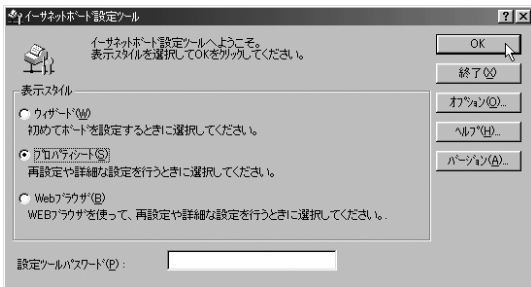 イーサネットボード設定ツール
イーサネットボード設定ツールへようこそ。
表示スタイルを選択してOKをクリックしてください。
表示スタイル
ウィザード(W)
初めてボードを設定するときに選択してください。
プロパティシート(S)
再設定や詳細な設定を行うときに選択してください。
Webブラウザ(B)
WEBブラウザを使って、再設定や詳細な設定を行うときに選択してください。.
設定ツールパスワード(P) :
OK
終了(X)
オプション(O)...
ヘルプ(H)...
バージョン(A)...